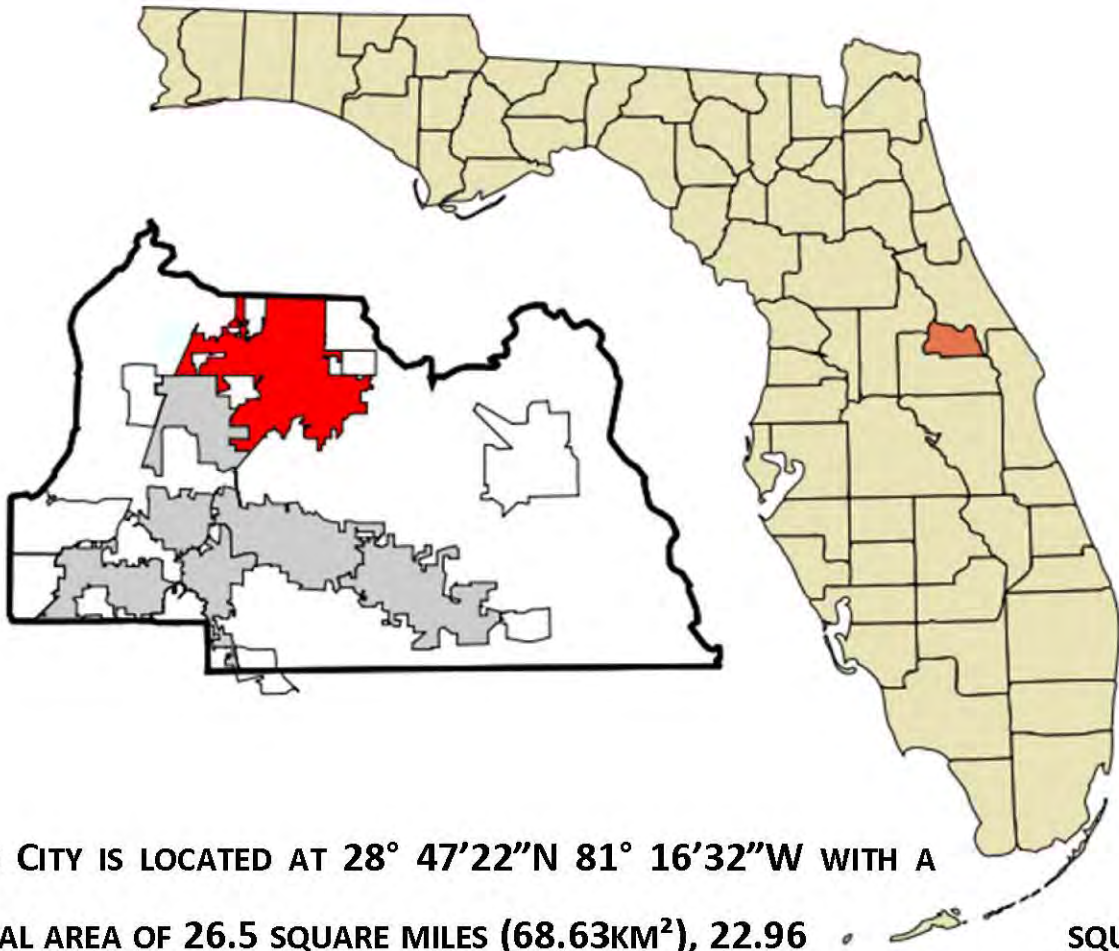 CITY IS LOCATED AT 28° 47'22"N 81° 16'32"W WITH A
AL AREA OF 26.5 SQUARE MILES (68.63KM²), 22.96 SQU